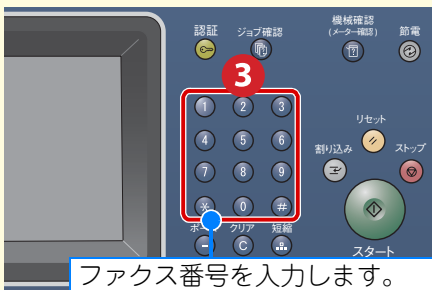 機械確認
認証 ジョブ確認 (メーター確認) 節電
3
1 2 3
リセット
4 5 6
割り込み ストップ
7 8 9
* 0 #
クリア 短縮
C
スタート
ファクス番号を入力します。